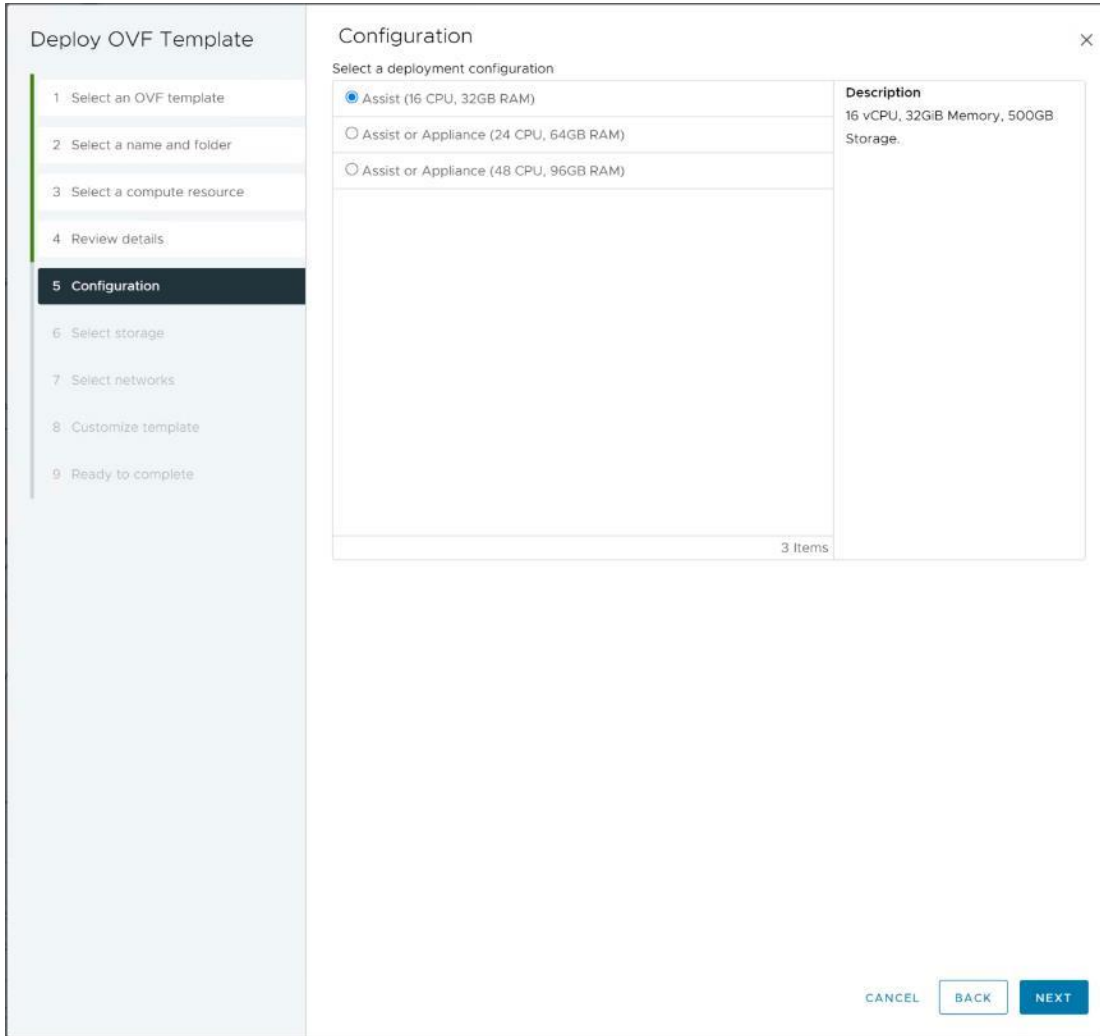 Deploy OVF Template
1 Select an OVF template
2 Select a name and folder
3 Select a compute resource
4 Review details
5 Configuration
6 Select storage
7 Select networks
8 Customize template
9 Ready to complete
Configuration
Select a deployment configuration
Assist (16 CPU, 32GB RAM)
Assist or Appliance (24 CPU, 64GB RAM)
Assist or Appliance (48 CPU, 96GB RAM)
3 Items
Description
16 vCPU, 32GiB Memory, 500GB
Storage.
CANCEL
BACK
NEXT